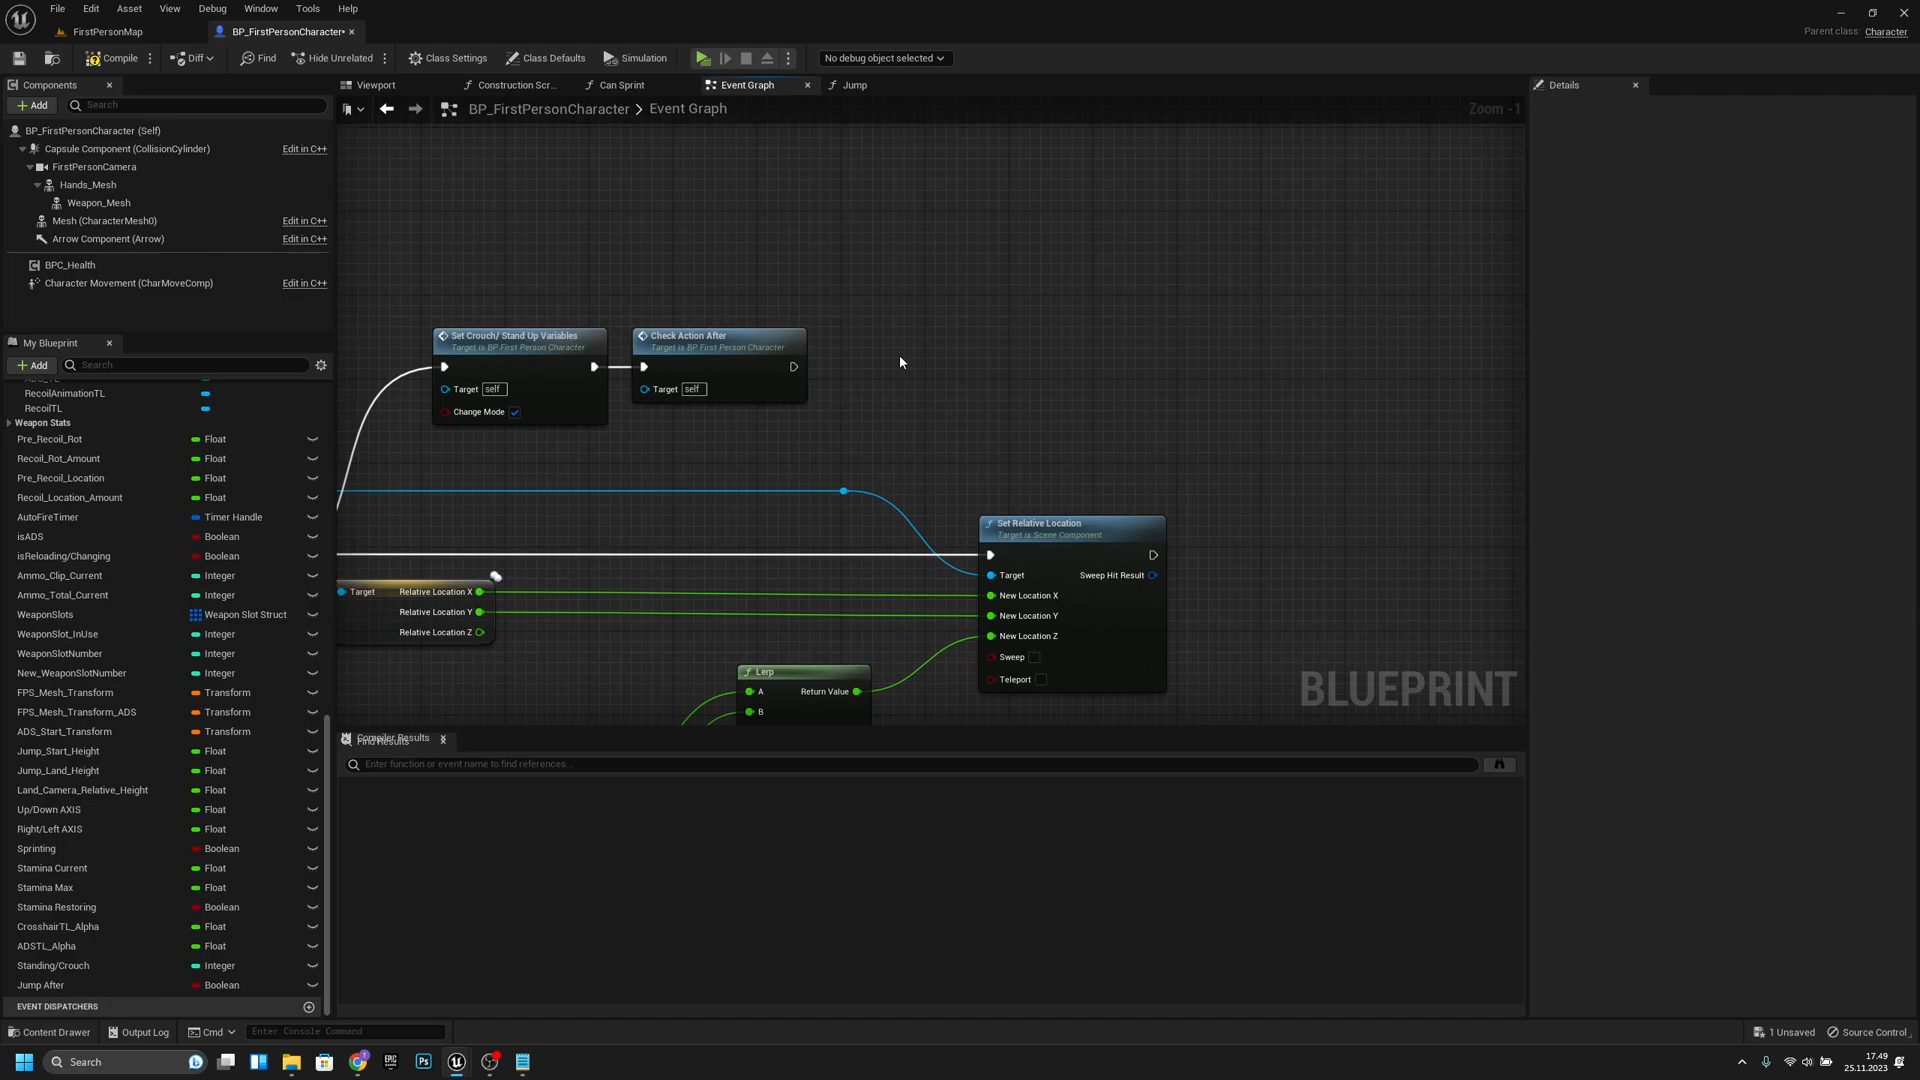 File Edit Asset View Debug Window Tools Help
FirstPersonMap BP_FirstPersonCharacter•
Parent class: Character
Compile Diff Find Hide Unrelated Class Settings Class Defaults Simulation No debug object selected
Components
Viewport Construction Scr... Can Sprint Event Graph Jump
Details
Add Search
BP_FirstPersonCharacter > Event Graph
Zoom -1
BP_FirstPersonCharacter (Self)
Capsule Component (CollisionCylinder) Edit in C++
FirstPersonCamera
Hands_Mesh
Weapon_Mesh
Mesh (CharacterMesh0) Edit in C++
Arrow Component (Arrow) Edit in C++
BPC_Health
Character Movement (CharMoveComp) Edit in C++
My Blueprint
Add Search
RecoilAnimationTL
RecoilTL
Weapon Stats
Pre_Recoil_Rot Float
Recoil_Rot_Amount Float
Pre_Recoil_Location Float
Recoil_Location_Amount Float
AutoFireTimer Timer Handle
isADS Boolean
isReloading/Changing Boolean
Ammo_Clip_Current Integer
Ammo_Total_Current Integer
WeaponSlots Weapon Slot Struct
WeaponSlot_InUse Integer
WeaponSlotNumber Integer
New_WeaponSlotNumber Integer
FPS_Mesh_Transform Transform
FPS_Mesh_Transform_ADS Transform
ADS_Start_Transform Transform
Jump_Start_Height Float
Jump_Land_Height Float
Land_Camera_Relative_Height Float
Up/Down AXIS Float
Right/Left AXIS Float
Sprinting Boolean
Stamina Current Float
Stamina Max Float
Stamina Restoring Boolean
CrosshairTL_Alpha Float
ADSTL_Alpha Float
Standing/Crouch Integer
Jump After Boolean
EVENT DISPATCHERS
Set Crouch/ Stand Up Variables
Target is BP First Person Character
Target self
Change Mode
Check Action After
Target is BP First Person Character
Target self
Target Relative Location X
Relative Location Y
Relative Location Z
Lerp
A Return Value
B
Set Relative Location
Target is Scene Component
Target Sweep Hit Result
New Location X
New Location Y
New Location Z
Sweep
Teleport
BLUEPRINT
Compiler Results
Find Results
Enter function or event name to find references...
Content Drawer Output Log Cmd Enter Console Command
1 Unsaved Source Control
Search
Ps
17.49
25.11.2023